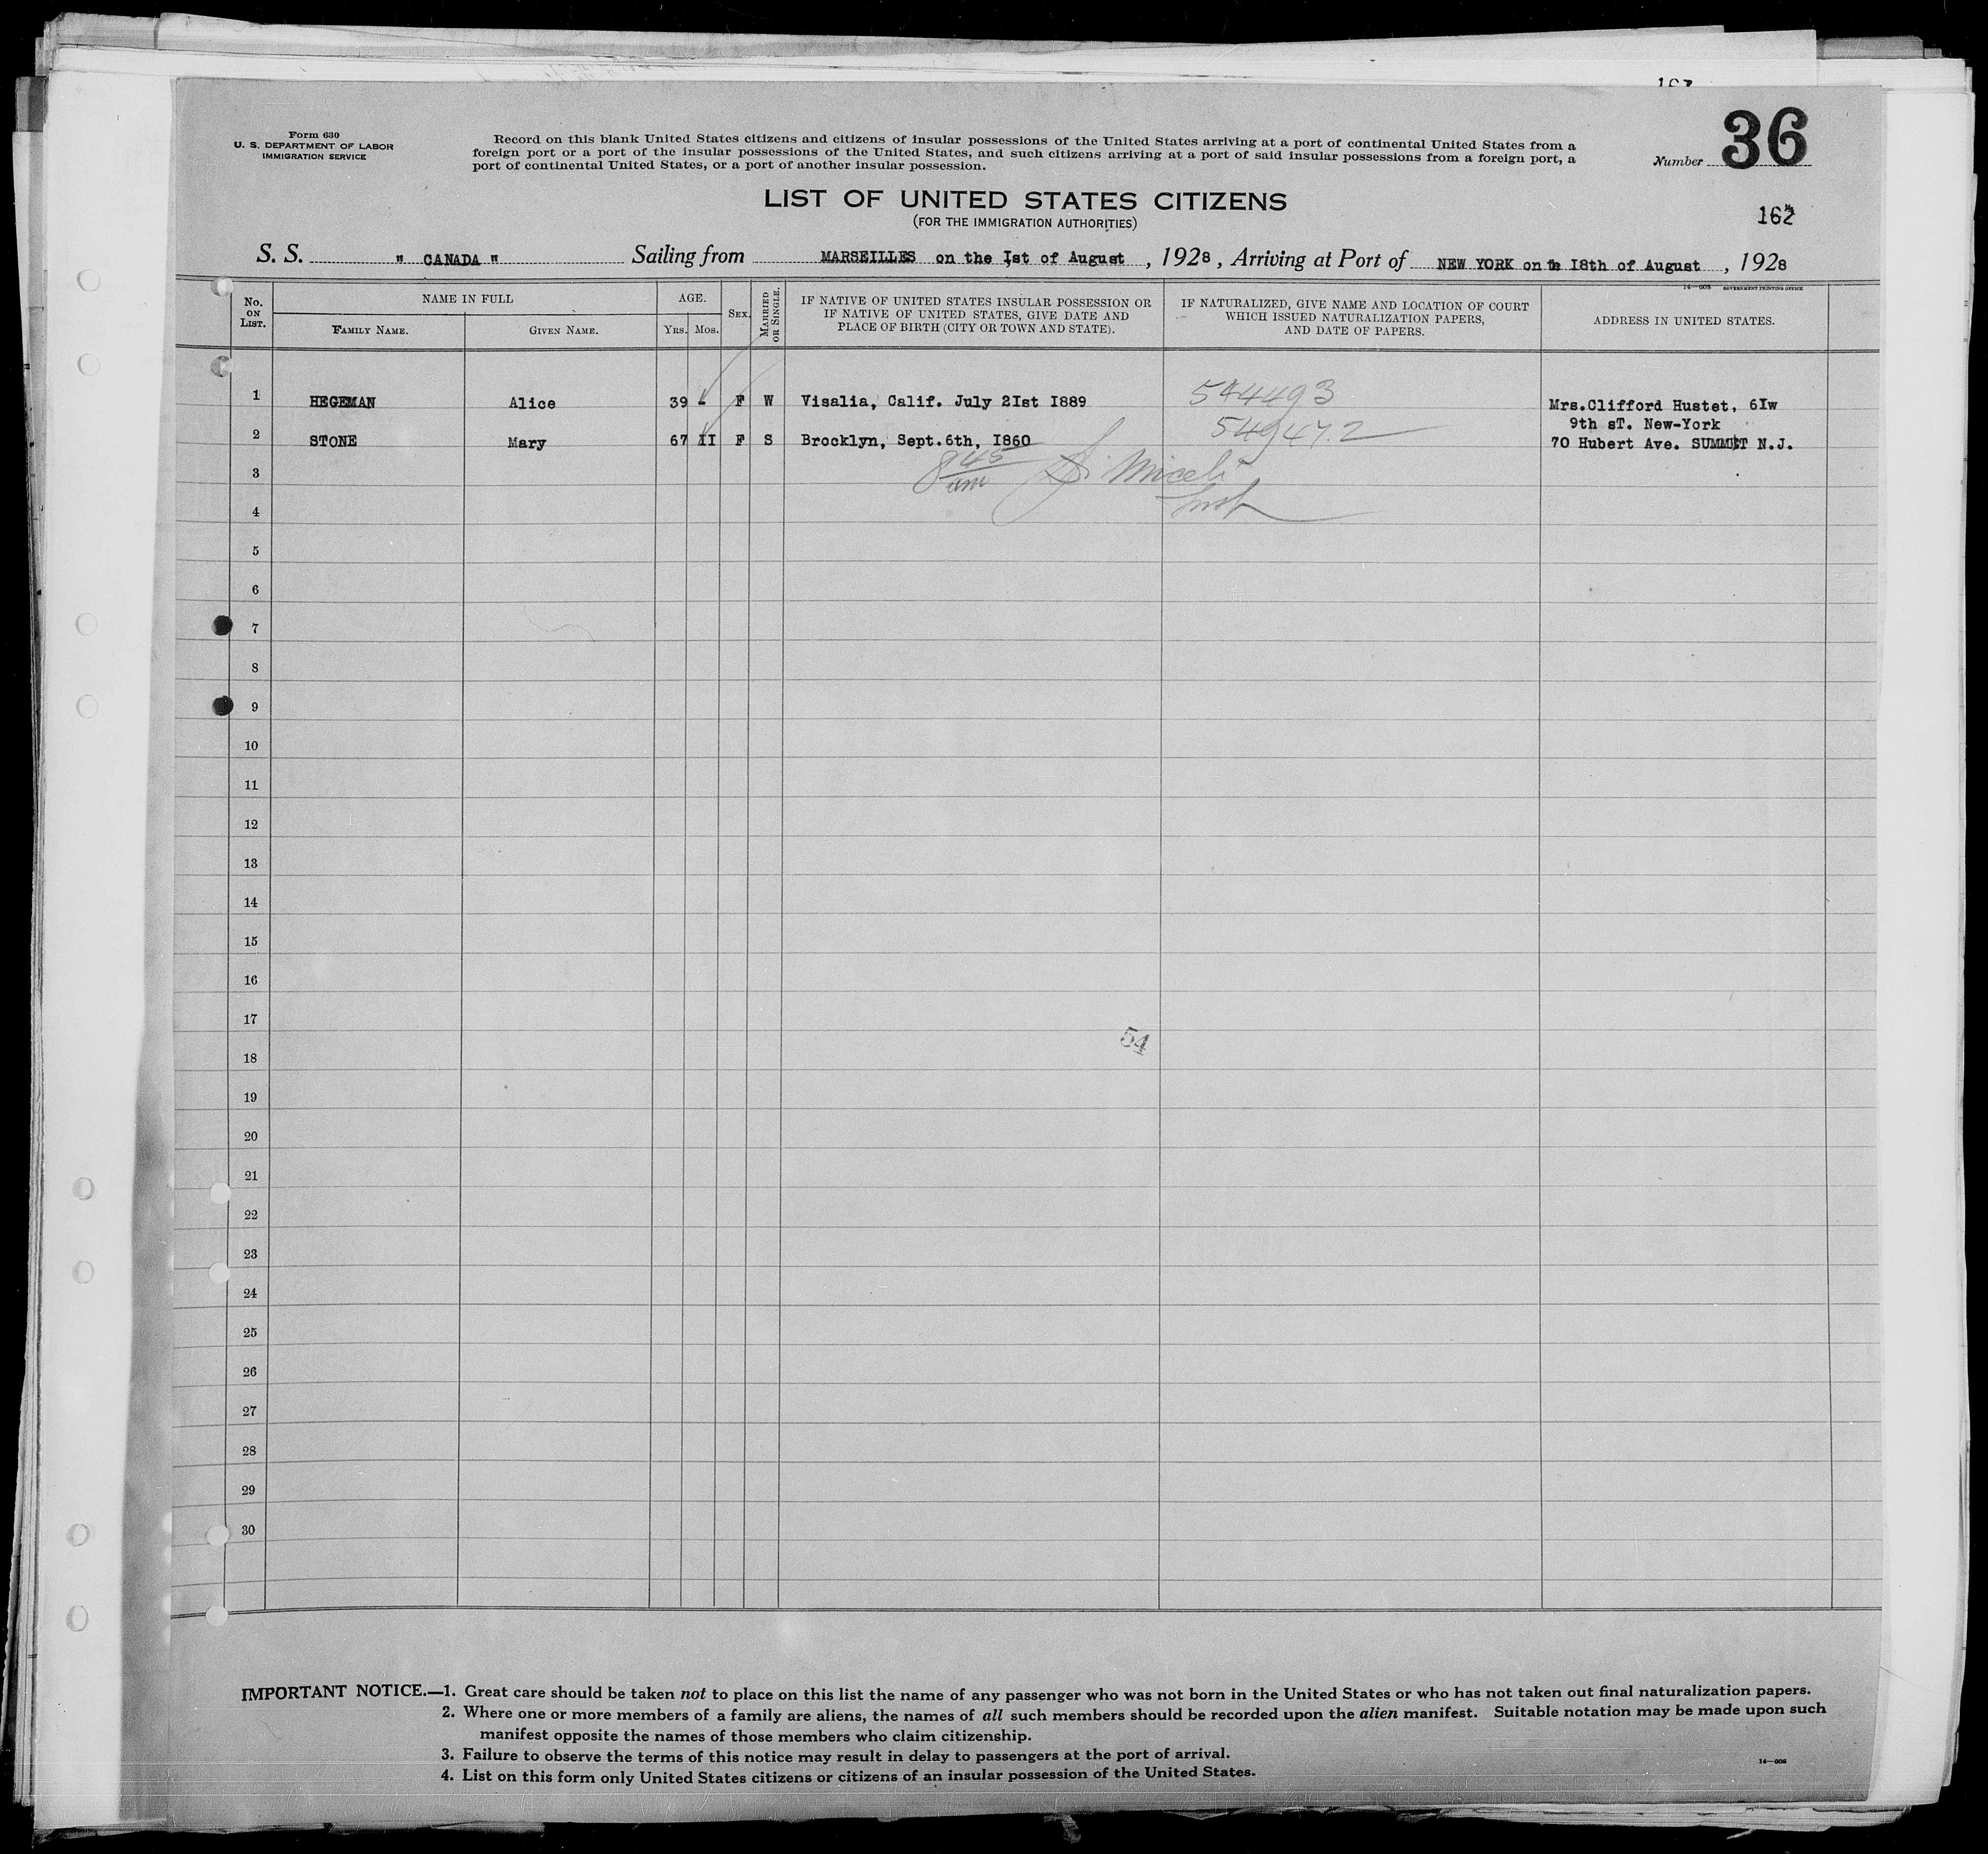 Form 630
U. S. DEPARTMENT OF LABOR
IMMIGRATION SERVICE
Record on this blank United States citizens and citizens of insular possessions of the United States arriving at a port of continental United States from a
foreign port or a port of the insular possessions of the United States, and such citizens arriving at a port of said insular possessions from a foreign port, a
port of continental United States, or a port of another insular possession.
Number 36
LIST OF UNITED STATES CITIZENS
(FOR THE IMMIGRATION AUTHORITIES)
162
S. S. " CANADA " Sailing from MARSEILLES on the Ist of August , 1928 , Arriving at Port of NEW YORK on I8th of August , 1928
14—608 GOVERNMENT PRINTING OFFICE
No. ON LIST.
NAME IN FULL
FAMILY NAME.
GIVEN NAME.
AGE.
YRS. MOS.
SEX.
MARRIED OR SINGLE.
IF NATIVE OF UNITED STATES INSULAR POSSESSION OR
IF NATIVE OF UNITED STATES, GIVE DATE AND
PLACE OF BIRTH (CITY OR TOWN AND STATE).
IF NATURALIZED, GIVE NAME AND LOCATION OF COURT
WHICH ISSUED NATURALIZATION PAPERS,
AND DATE OF PAPERS.
ADDRESS IN UNITED STATES.
1 HEGEMAN Alice 39 - F W Visalia, Calif. July 2Ist I889 544493 Mrs.Clifford Hustet, 6Iw
9th sT. New-York
2 STONE Mary 67 II F S Brocklyn, Sept.6th, I860 549472 70 Hubert Ave. SUMMIT N.J.
8 45 am Miceli
3
4
5
6
7
8
9
10
11
12
13
14
15
16
17
54
18
19
20
21
22
23
24
25
26
27
28
29
30
IMPORTANT NOTICE.—1. Great care should be taken not to place on this list the name of any passenger who was not born in the United States or who has not taken out final naturalization papers.
2. Where one or more members of a family are aliens, the names of all such members should be recorded upon the alien manifest. Suitable notation may be made upon such
manifest opposite the names of those members who claim citizenship.
3. Failure to observe the terms of this notice may result in delay to passengers at the port of arrival.
14—608
4. List on this form only United States citizens or citizens of an insular possession of the United States.